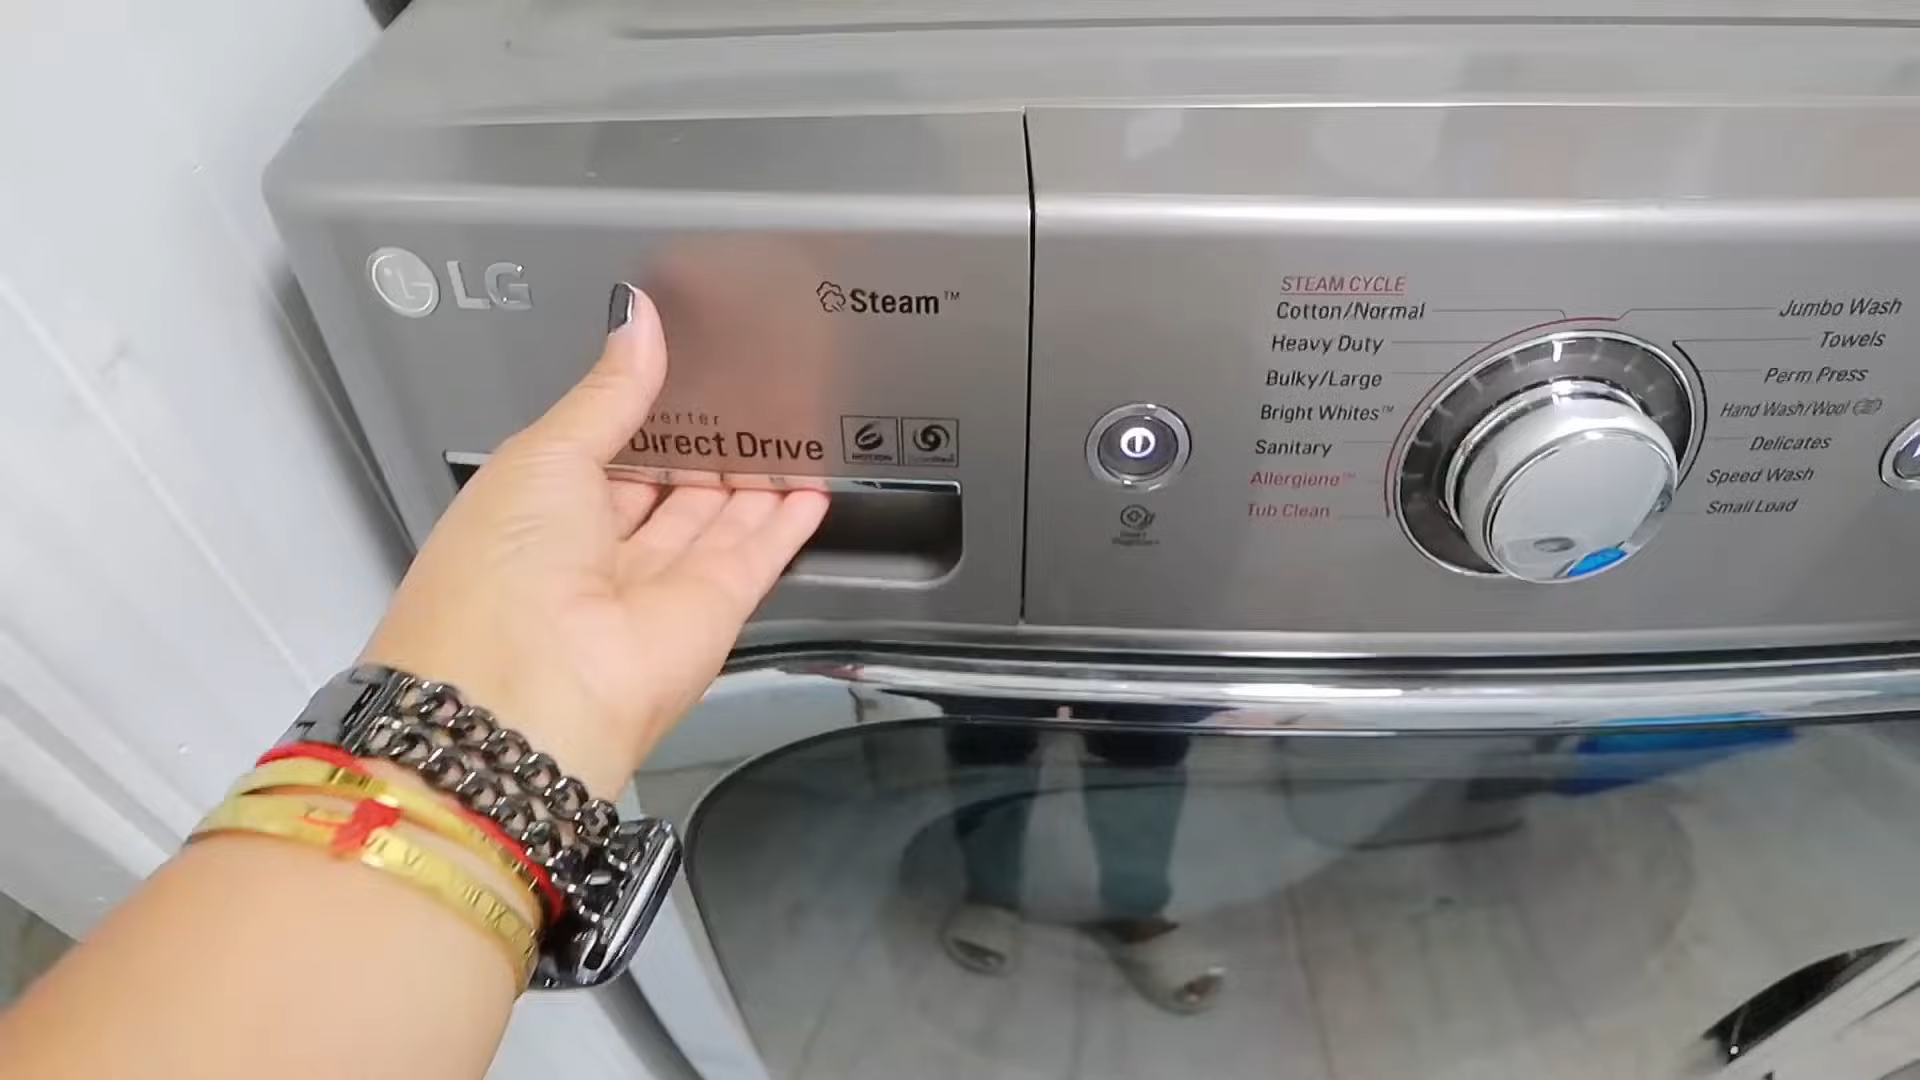 LG
Steam™
Direct Drive
STEAM CYCLE
Cotton/Normal
Heavy Duty
Bulky/Large
Bright Whites™
Sanitary
Allergiene™
Tub Clean
Jumbo Wash
Towels
Perm Press
Hand Wash/Wool
Delicates
Speed Wash
Small Load